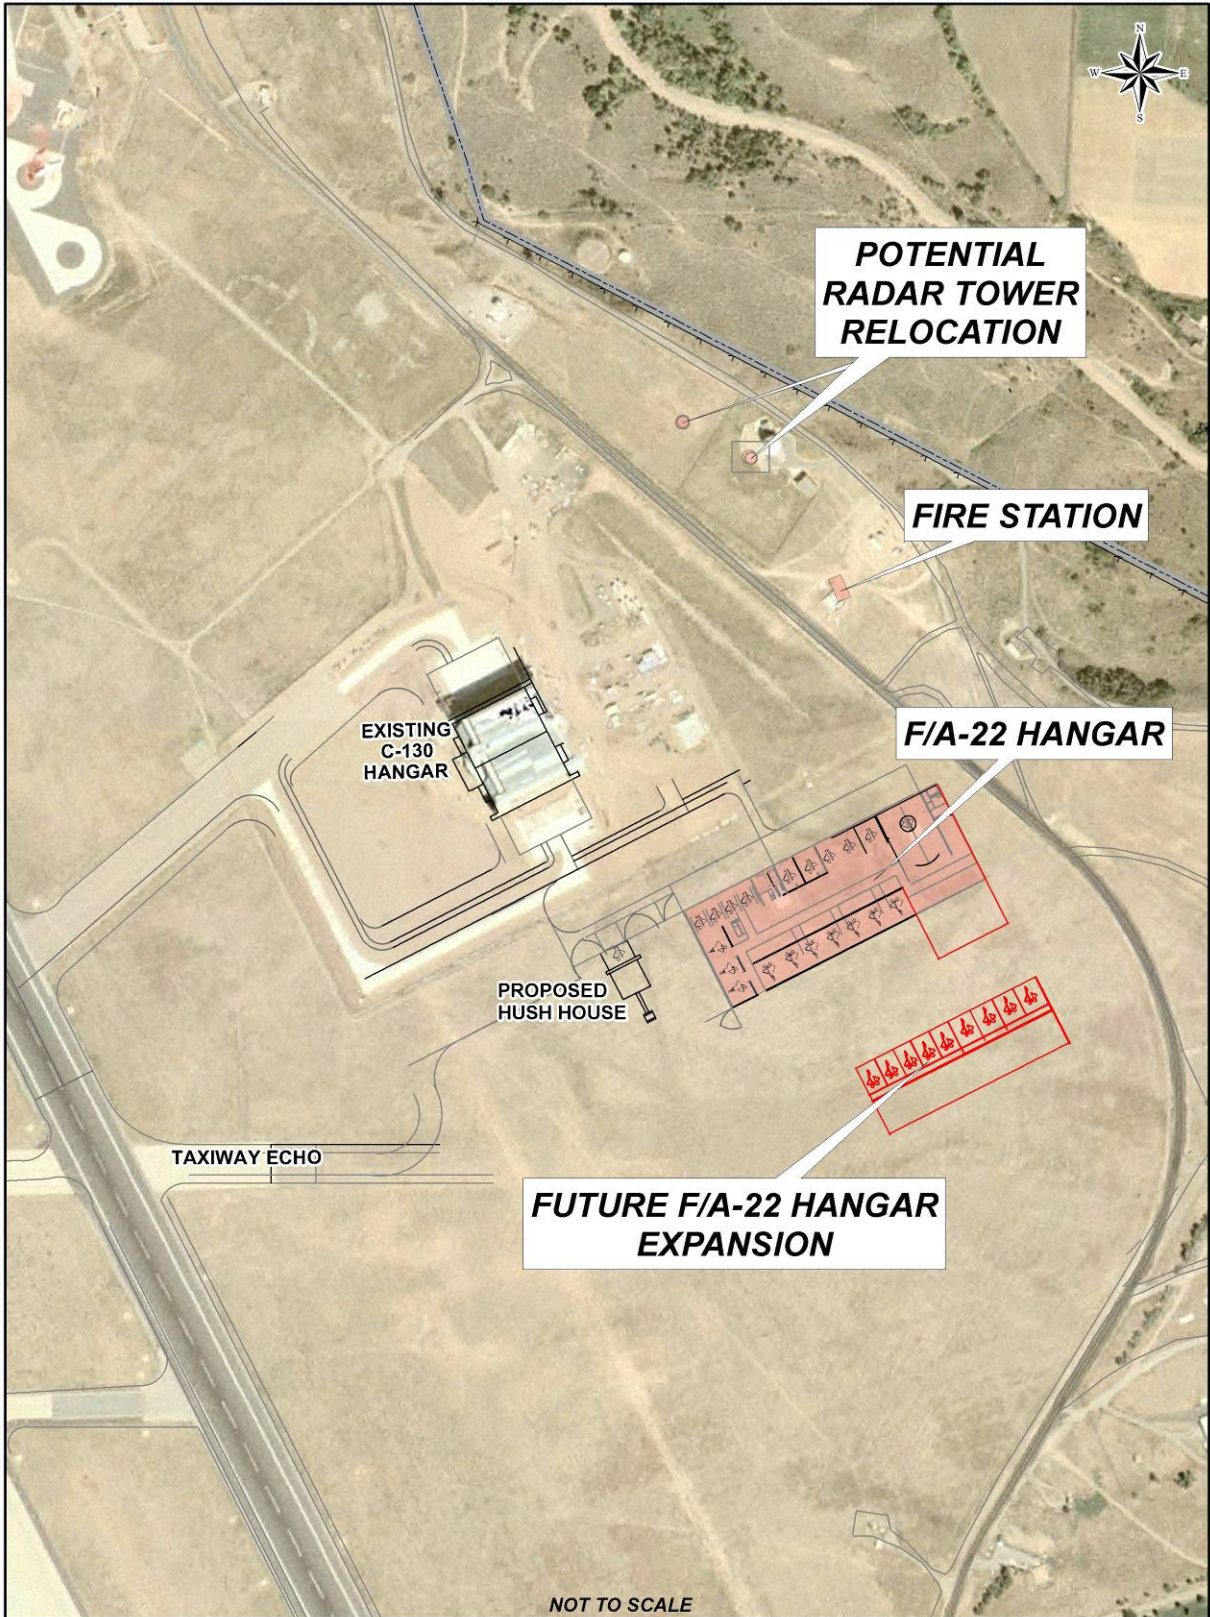 N
W E
S
POTENTIAL
RADAR TOWER
RELOCATION
FIRE STATION
F/A-22 HANGAR
EXISTING
C-130
HANGAR
PROPOSED
HUSH HOUSE
TAXIWAY ECHO
FUTURE F/A-22 HANGAR
EXPANSION
NOT TO SCALE